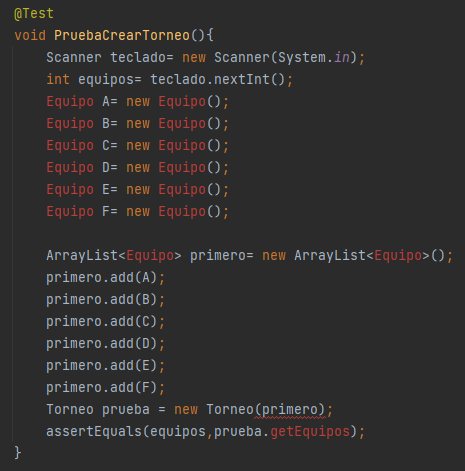 @Test
void PruebaCrearTorneo(){
Scanner teclado= new Scanner(System.in);
int equipos= teclado.nextInt();
Equipo A= new Equipo();
Equipo B= new Equipo();
Equipo C= new Equipo();
Equipo D= new Equipo();
Equipo E= new Equipo();
Equipo F= new Equipo();
ArrayList<Equipo> primero= new ArrayList<Equipo>();
primero.add(A);
primero.add(B);
primero.add(C);
primero.add(D);
primero.add(E);
primero.add(F);
Torneo prueba = new Torneo(primero);
assertEquals(equipos,prueba.getEquipos);
}